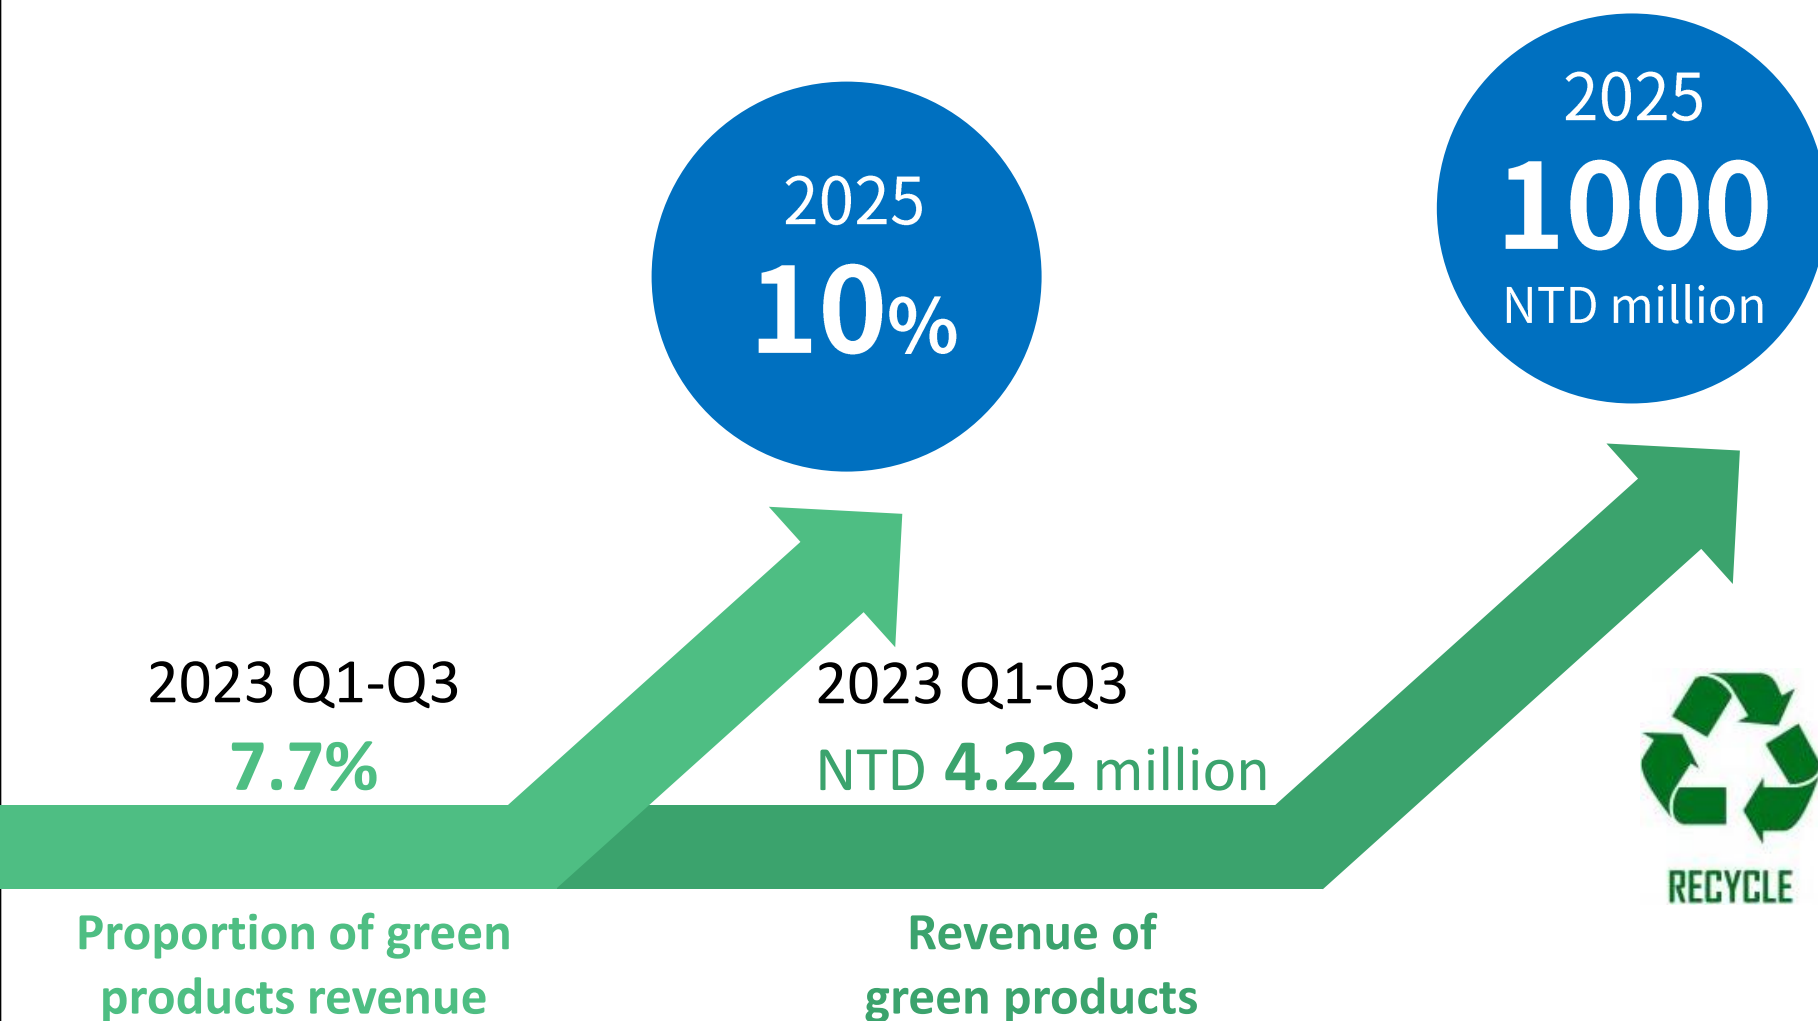 2025
10%
2025
1000
NTD million
2023 Q1-Q3
7.7%
2023 Q1-Q3
NTD 4.22 million
Proportion of green
products revenue
Revenue of
green products
RECYCLE